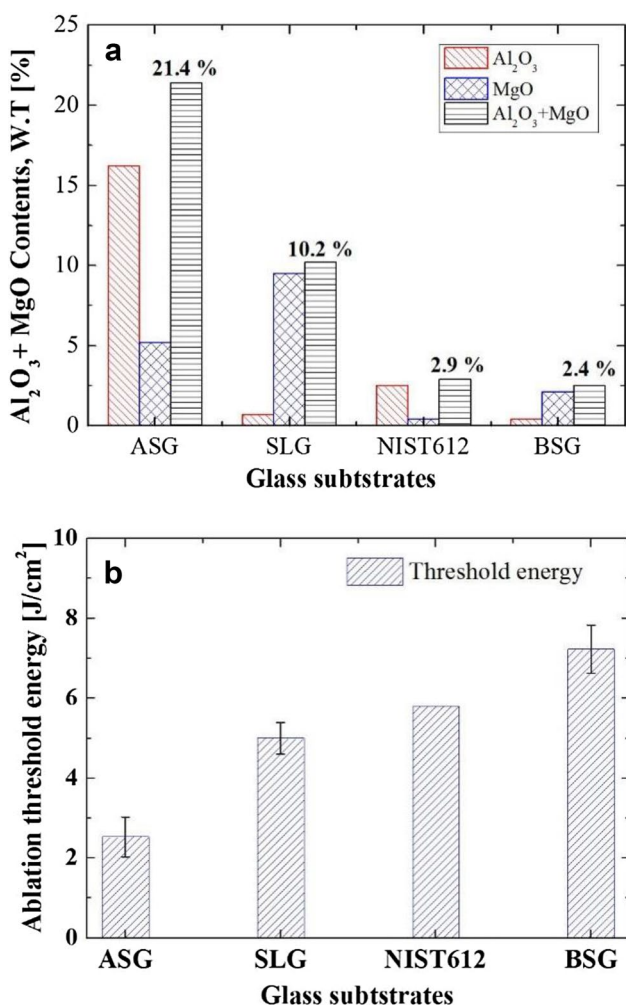 a
Al₂O₃
MgO
Al₂O₃+MgO
Al₂O₃ + MgO Contents, W.T [%]
25
20
15
10
5
0
21.4 %
10.2 %
2.9 %
2.4 %
ASG SLG NIST612 BSG
Glass subtstrates
b
Threshold energy
Ablation threshold energy [J/cm²]
10
8
6
4
2
0
ASG SLG NIST612 BSG
Glass subtstrates